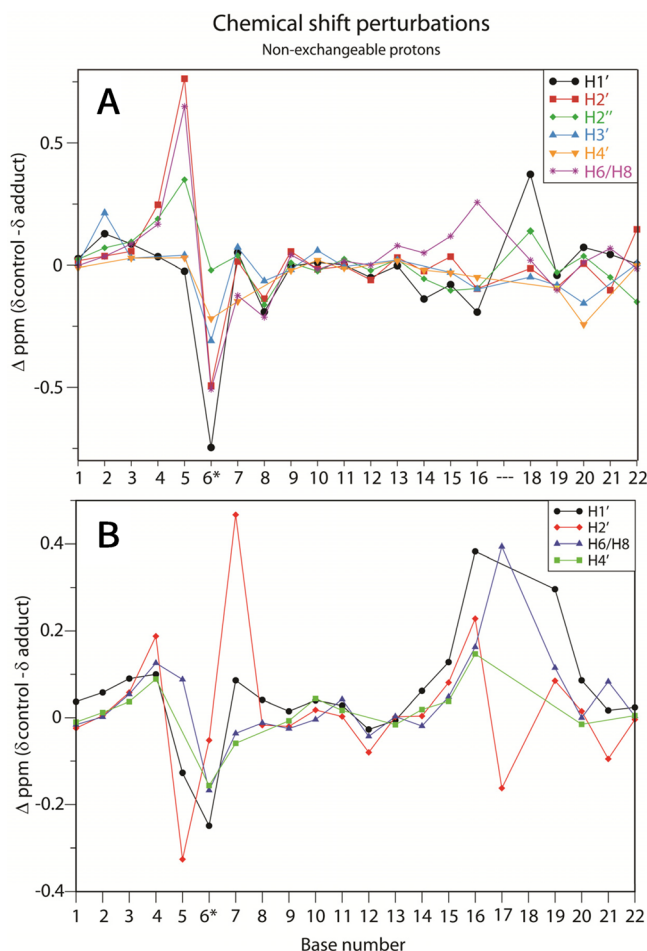 Chemical shift perturbations
Non-exchangeable protons
A
H1′
H2′
H2′′
H3′
H4′
H6/H8
0.5
0
-0.5
Δ ppm (δcontrol -δ adduct)
1 2 3 4 5 6* 7 8 9 10 11 12 13 14 15 16 --- 18 19 20 22
B
H1′
H2′
H6/H8
H4′
0.4
0.2
0
-0.2
-0.4
Δ ppm (δcontrol -δ adduct)
1 2 3 4 5 6* 7 8 9 10 11 12 13 14 15 16 17 19 20 21 22
Base number